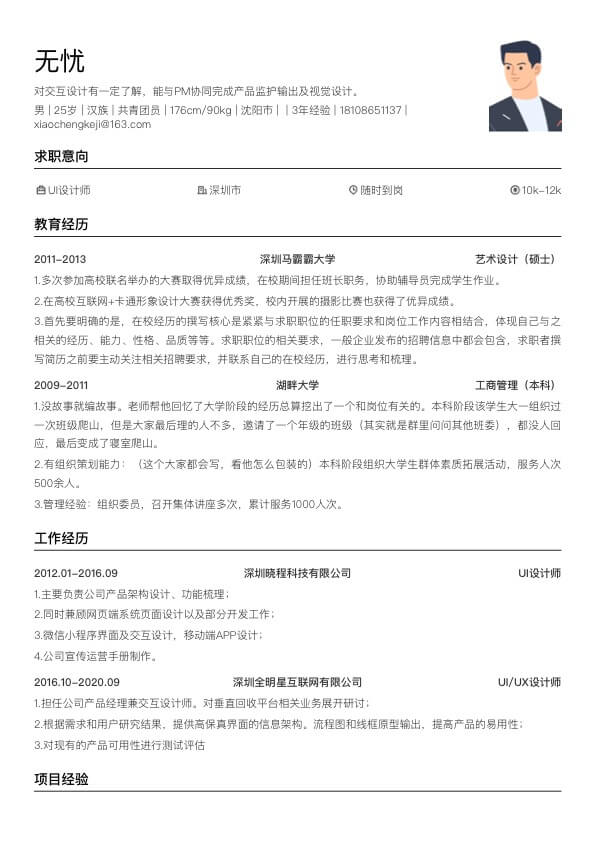 无忧
对交互设计有一定了解，能与PM协同完成产品监护输出及视觉设计。
男 | 25岁 | 汉族 | 共青团员 | 176cm/90kg | 沈阳市 | | 3年经验 | 18108651137 |
xiaochengkeji@163.com
求职意向
UI设计师 深圳市 随时到岗 10k-12k
教育经历
2011-2013 深圳马霸霸大学 艺术设计（硕士）
1.多次参加高校联名举办的大赛取得优异成绩，在校期间担任班长职务，协助辅导员完成学生作业。
2.在高校互联网+卡通形象设计大赛获得优秀奖，校内开展的摄影比赛也获得了优异成绩。
3.首先要明确的是，在校经历的撰写核心是紧紧与求职职位的任职要求和岗位工作内容相结合，体现自己与之
相关的经历、能力、性格、品质等等。求职职位的相关要求，一般企业发布的招聘信息中都会包含，求职者撰
写简历之前要主动关注相关招聘要求，并联系自己的在校经历，进行思考和梳理。
2009-2011 湖畔大学 工商管理（本科）
1.没故事就编故事。老师帮他回忆了大学阶段的经历总算挖出了一个和岗位有关的。本科阶段该学生大一组织过
一次班级爬山，但是大家最后理的人不多，邀请了一个年级的班级（其实就是群里问问其他班委），都没人回
应，最后变成了寝室爬山。
2.有组织策划能力：（这个大家都会写，看他怎么包装的）本科阶段组织大学生群体素质拓展活动，服务人次
500余人。
3.管理经验：组织委员，召开集体讲座多次，累计服务1000人次。
工作经历
2012.01-2016.09 深圳晓程科技有限公司 UI设计师
1.主要负责公司产品架构设计、功能梳理；
2.同时兼顾网页端系统页面设计以及部分开发工作；
3.微信小程序界面及交互设计，移动端APP设计；
4.公司宣传运营手册制作。
2016.10-2020.09 深圳全明星互联网有限公司 UI/UX设计师
1.担任公司产品经理兼交互设计师。对垂直回收平台相关业务展开研讨；
2.根据需求和用户研究结果，提供高保真界面的信息架构。流程图和线框原型输出，提高产品的易用性；
3.对现有的产品可用性进行测试评估
项目经验